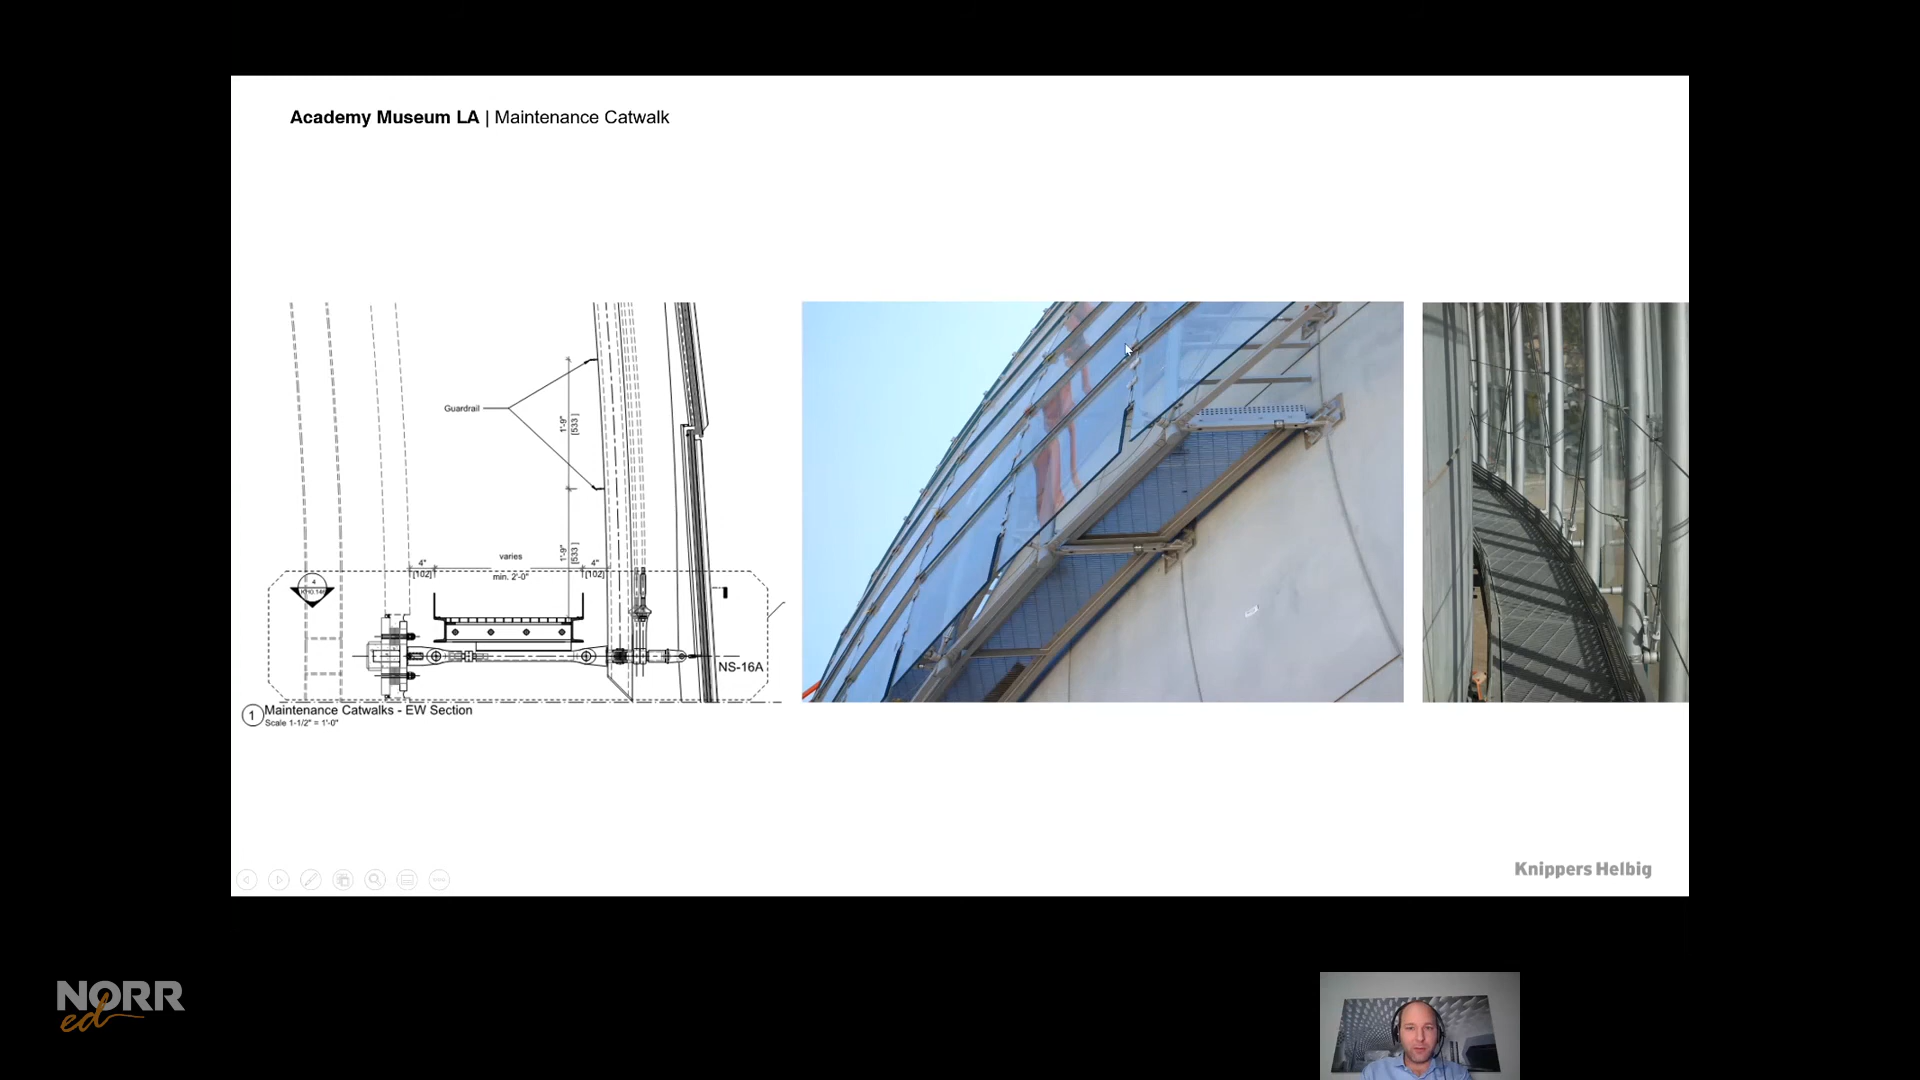 Academy Museum LA | Maintenance Catwalk
Guardrail
1'-9"
[533 ]
1'-9"
[533 ]
varies
4"
[102]
min. 2'-0"
4"
[102]
4
NS-16A
1
Maintenance Catwalks - EW Section
Scale 1-1/2" = 1'-0"
Knippers Helbig
NORR
ed